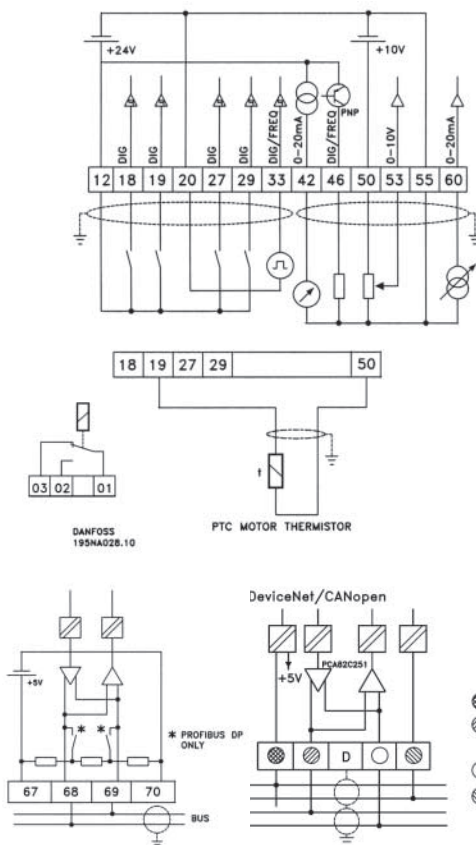 +24V +10V
DIG DIG DIG DIG DIG/FREQ 0-20mA DIG/FREQ PNP 0-10V 0-20mA
12 18 19 20 27 29 33 42 46 50 53 55 60
18 19 27 29 50
t
03 02 01
DANFOSS
195NA028.10
PTC MOTOR THERMISTOR
DeviceNet/CANopen
+5V
PCA82C251
+5V
* *
* PROFIBUS DP
ONLY
D
67 68 69 70
BUS